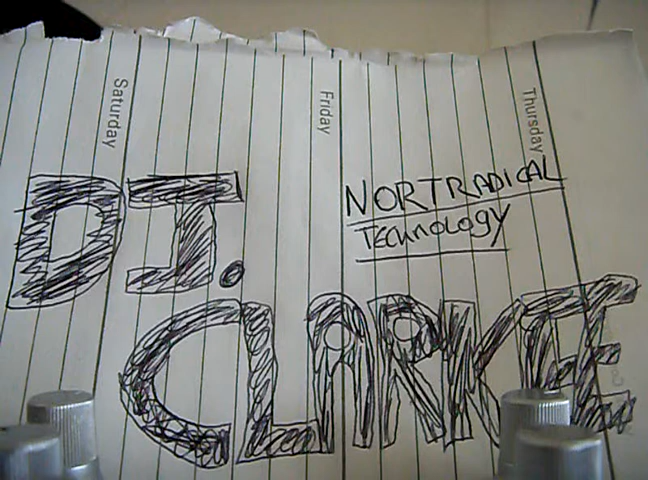 Saturday
Friday
Thursday
DJ.
NORTRADICAL
TECHNOLOGY
CLARKE